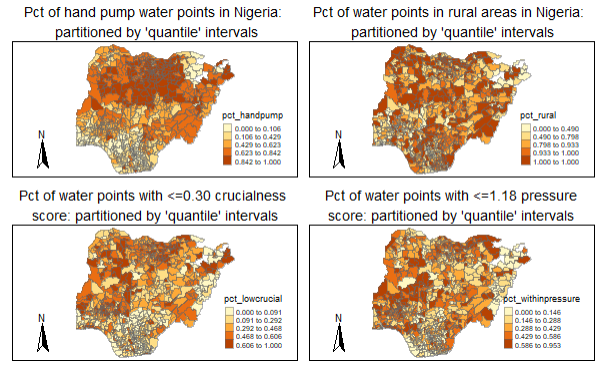 Pct of hand pump water points in Nigeria:
partitioned by 'quantile' intervals
N
pct_handpump
0.000 to 0.106
0.106 to 0.429
0.429 to 0.623
0.623 to 0.842
0.842 to 1.000
Pct of water points in rural areas in Nigeria:
partitioned by 'quantile' intervals
N
pct_rural
0.000 to 0.490
0.490 to 0.798
0.798 to 0.933
0.933 to 1.000
1.000 to 1.000
Pct of water points with <=0.30 crucialness
score: partitioned by 'quantile' intervals
N
pct_lowcrucial
0.000 to 0.091
0.091 to 0.292
0.292 to 0.468
0.468 to 0.606
0.606 to 1.000
Pct of water points with <=1.18 pressure
score: partitioned by 'quantile' intervals
N
pct_withinpressure
0.000 to 0.146
0.146 to 0.288
0.288 to 0.429
0.429 to 0.586
0.586 to 0.953